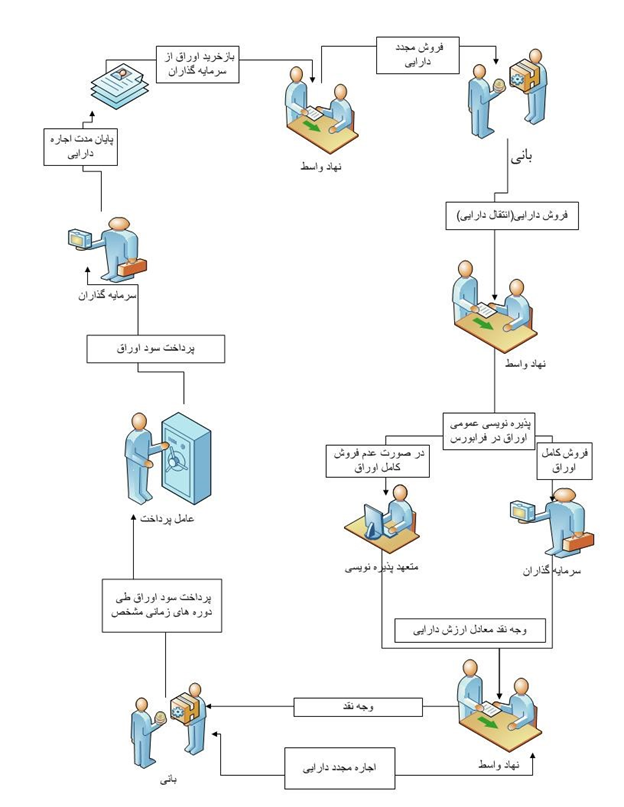 بازخرید اوراق از
سرمایه گذاران
فروش مجدد
دارایی
نهاد واسط
بانی
پایان مدت اجاره
دارایی
فروش دارایی(انتقال دارایی)
سرمایه گذاران
نهاد واسط
پرداخت سود اوراق
پذیره نویسی عمومی
اوراق در فرابورس
در صورت عدم فروش
کامل اوراق
فروش کامل
اوراق
عامل پرداخت
متعهد پذیره نویسی
سرمایه گذاران
پرداخت سود اوراق طی
دوره های زمانی مشخص
وجه نقد معادل ارزش دارایی
وجه نقد
نهاد واسط
اجاره مجدد دارایی
بانی